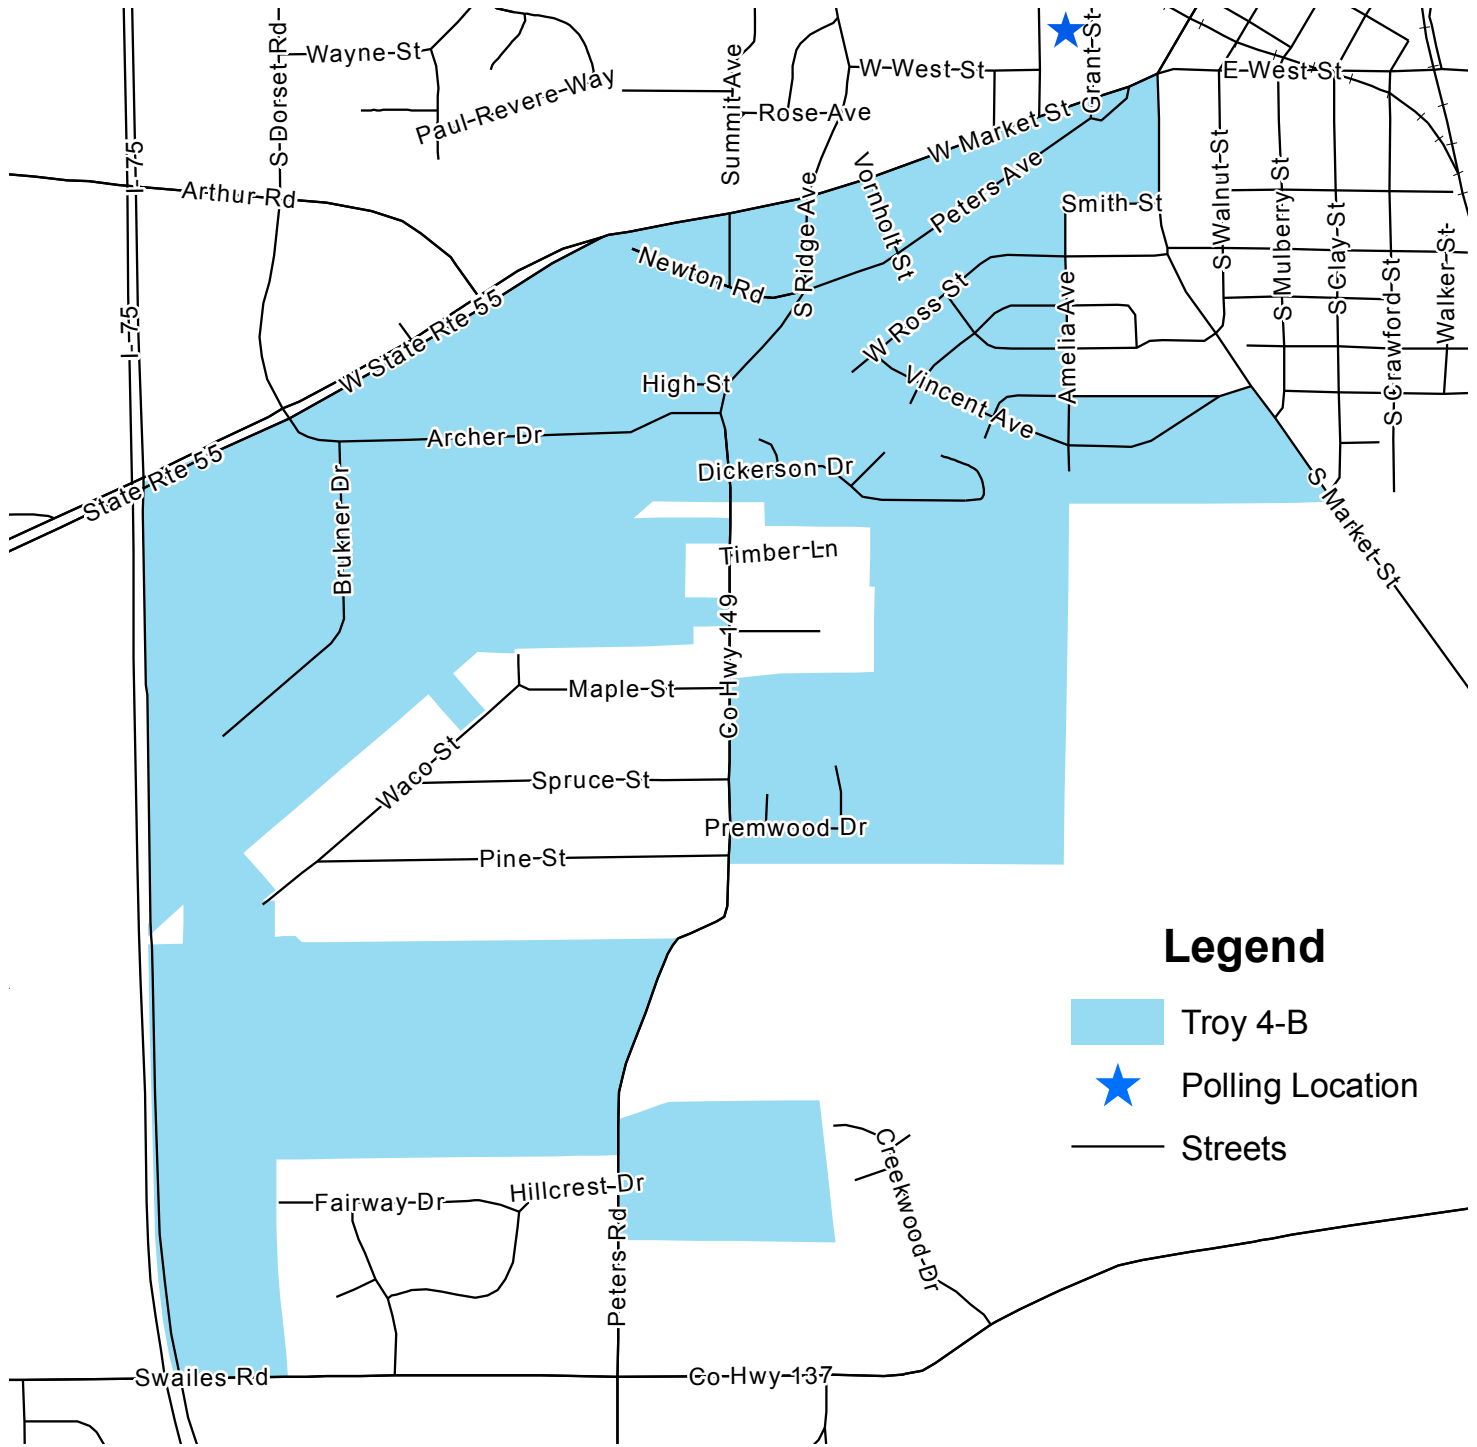 Wayne-St
S-Dorset-Rd
Paul-Revere-Way
Summit-Ave
Rose-Ave
W-West-St
Grant-St
E-West-St
W-Market-St
I-75
Arthur-Rd
S-Ridge-Ave
Vornholt-St
Peters-Ave
Smith-St
S-Walnut-St
S-Mulberry-St
S-Clay-St
S-Crawford-St
Walker-St
Newton Rd
I-75
W-State-Rte-55
W-Ross-St
Amelia-Ave
High-St
Vincent-Ave
Archer-Dr
State-Rte-55
Brukner-Dr
Dickerson-Dr
S-Market-St
Timber-Ln
Co-Hwy-149
Maple-St
Waco-St
Spruce-St
Premwood-Dr
Pine-St
Legend
Troy 4-B
Polling Location
Streets
Creekwood-Dr
Fairway-Dr
Hillcrest-Dr
Peters-Rd
Swailes-Rd
Co-Hwy-137